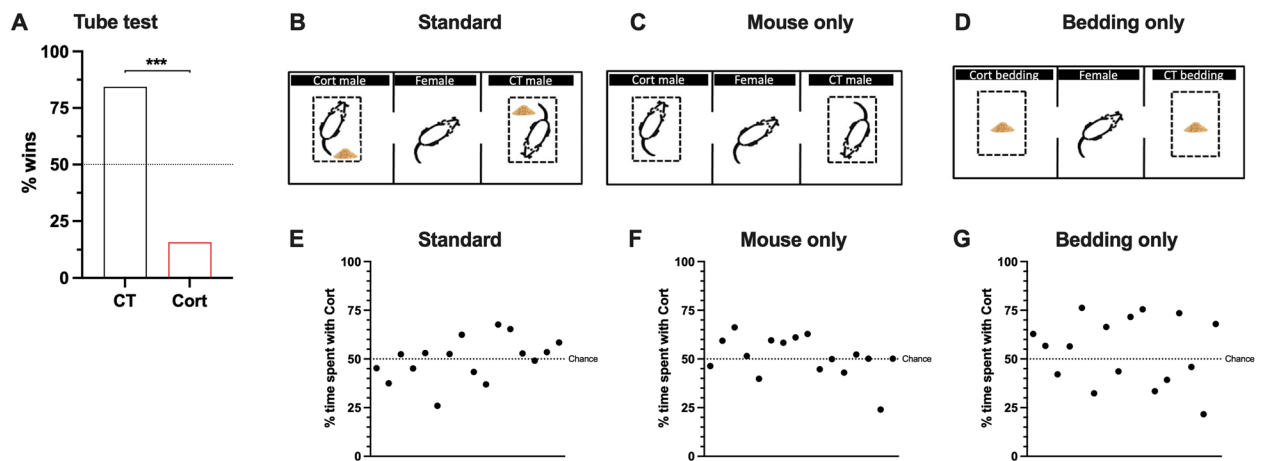 A Tube test
% wins
100
75
50
25
0
***
CT Cort
B Standard
Cort male Female CT male
C Mouse only
Cort male Female CT male
D Bedding only
Cort bedding Female CT bedding
E Standard
% time spent with Cort
100
75
50
25
0
Chance
F Mouse only
% time spent with Cort
100
75
50
25
0
Chance
G Bedding only
% time spent with Cort
100
75
50
25
0
Chance